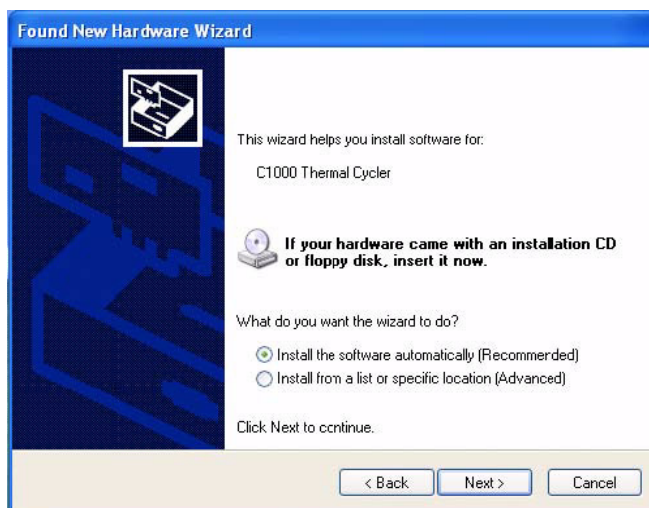 Found New Hardware Wizard
This wizard helps you install software for:
C1000 Thermal Cycler
If your hardware came with an installation CD
or floppy disk, insert it now.
What do you want the wizard to do?
Install the software automatically (Recommended)
Install from a list or specific location (Advanced)
Click Next to continue.
< Back
Next >
Cancel